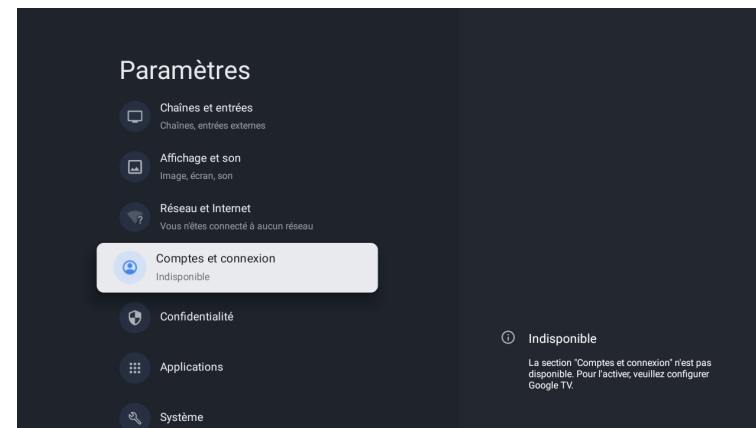 Paramètres
Chaînes et entrées
Chaînes, entrées externes
Affichage et son
Image, écran, son
Réseau et Internet
Vous n'êtes connecté à aucun réseau
Comptes et connexion
Indisponible
Confidentialité
Applications
Système
Indisponible
La section "Comptes et connexion" n'est pas
disponible. Pour l'activer, veuillez configurer
Google TV.